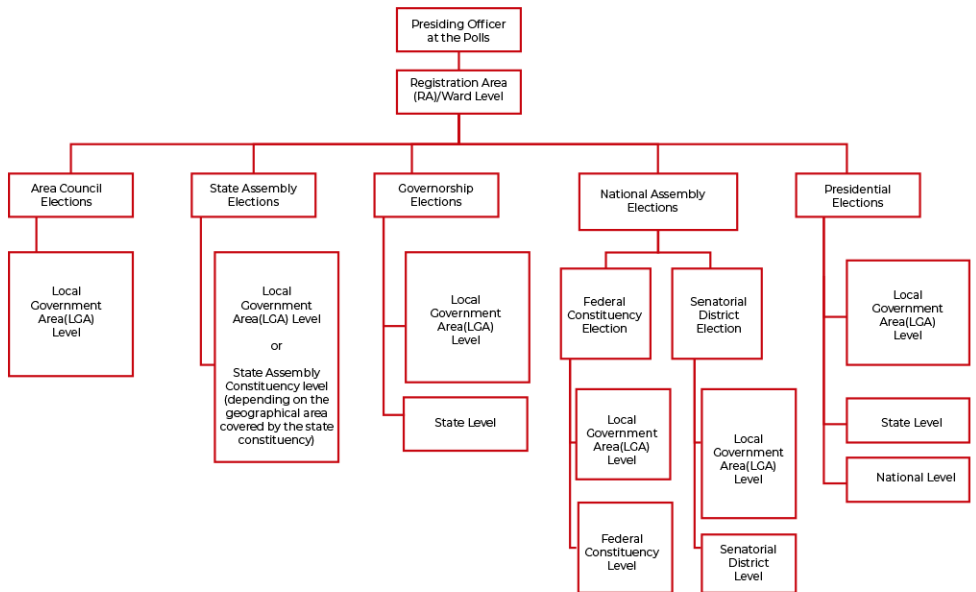 Presiding Officer
at the Polls
Registration Area
(RA)/Ward Level
Area Council
Elections
State Assembly
Elections
Governorship
Elections
National Assembly
Elections
Presidential
Elections
Local
Government
Area(LGA)
Level
Local
Government
Area(LGA) Level
or
State Assembly
Constituency level
(depending on the
geographical area
covered by the state
constituency)
Local
Government
Area(LGA)
Level
State Level
Federal
Constituency
Election
Local
Government
Area(LGA)
Level
Federal
Constituency
Level
Senatorial
District
Election
Local
Government
Area(LGA)
Level
Senatorial
District
Level
Local
Government
Area(LGA)
Level
State Level
National Level